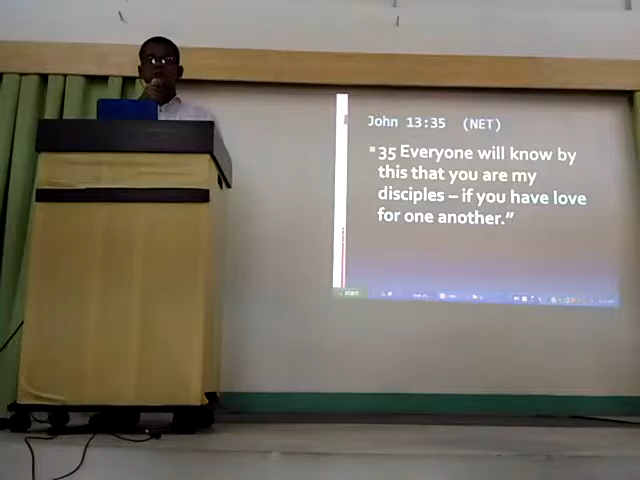 John 13:35 (NET)
35 Everyone will know by
this that you are my
disciples – if you have love
for one another.”
start